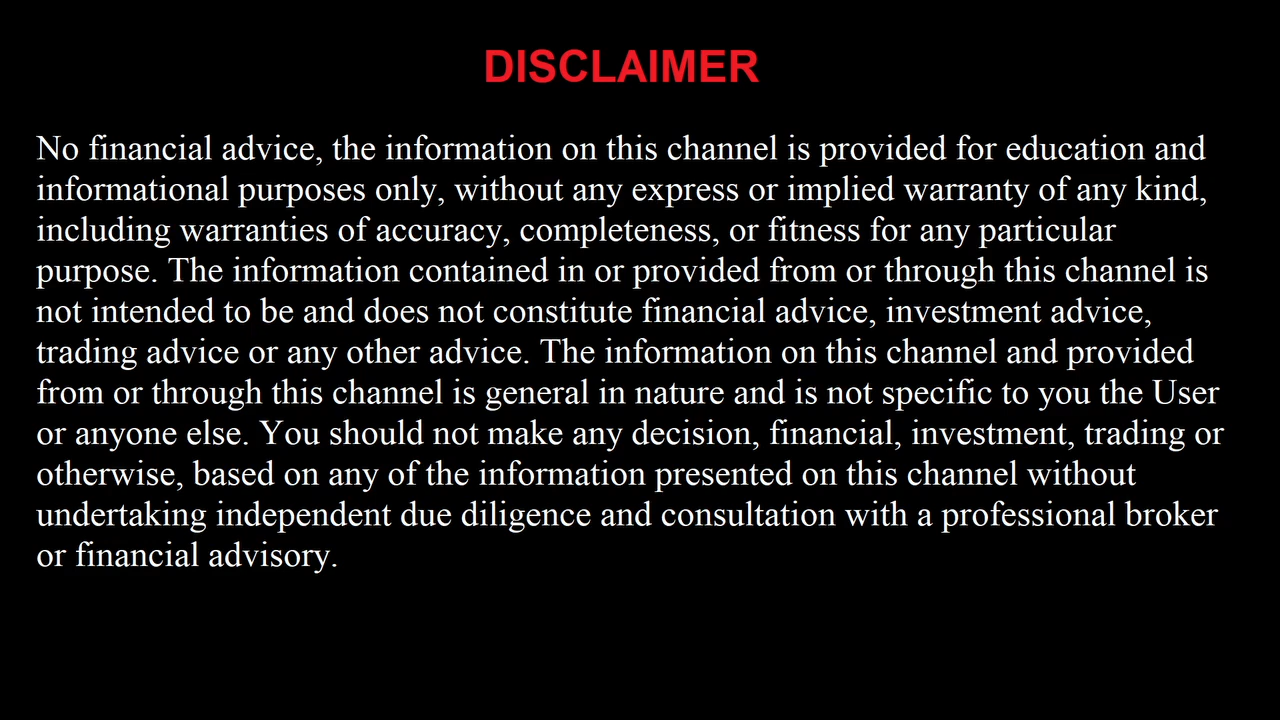 DISCLAIMER
No financial advice, the information on this channel is provided for education and
informational purposes only, without any express or implied warranty of any kind,
including warranties of accuracy, completeness, or fitness for any particular
purpose. The information contained in or provided from or through this channel is
not intended to be and does not constitute financial advice, investment advice,
trading advice or any other advice. The information on this channel and provided
from or through this channel is general in nature and is not specific to you the User
or anyone else. You should not make any decision, financial, investment, trading or
otherwise, based on any of the information presented on this channel without
undertaking independent due diligence and consultation with a professional broker
or financial advisory.